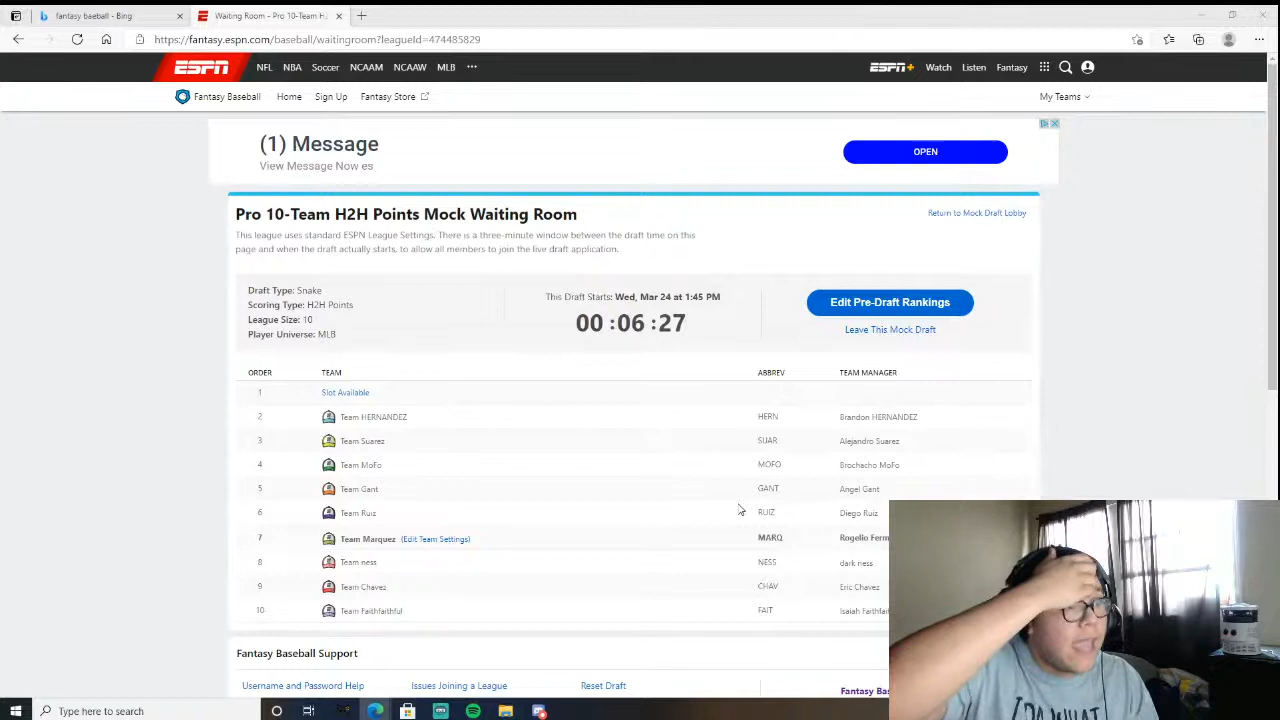 fantasy baeball - Bing
Waiting Room - Pro 10-Team H
https://fantasy.espn.com/baseball/waitingroom?leagueId=474485829
ESPN NFL NBA Soccer NCAAM NCAAW MLB ••• ESPN+ Watch Listen Fantasy
Fantasy Baseball Home Sign Up Fantasy Store My Teams
(1) Message
View Message Now es
OPEN
Pro 10-Team H2H Points Mock Waiting Room
Return to Mock Draft Lobby
This league uses standard ESPN League Settings. There is a three-minute window between the draft time on this
page and when the draft actually starts, to allow all members to join the live draft application.
Draft Type: Snake
Scoring Type: H2H Points
League Size: 10
Player Universe: MLB
This Draft Starts: Wed, Mar 24 at 1:45 PM
00 :06 :27
Edit Pre-Draft Rankings
Leave This Mock Draft
ORDER TEAM ABBREV TEAM MANAGER
1 Slot Available
2 Team HERNANDEZ HERN Brandon HERNANDEZ
3 Team Suarez SUAR Alejandro Suarez
4 Team MoFo MOFO Brochacho MoFo
5 Team Gant GANT Angel Gant
6 Team Ruiz RUIZ Diego Ruiz
7 Team Marquez (Edit Team Settings) MARQ Rogelio Ferm
8 Team ness NESS dark ness
9 Team Chavez CHAV Eric Chavez
10 Team Faithfaithful FAIT Isaiah Faithfai
Fantasy Baseball Support
Username and Password Help Issues Joining a League Reset Draft
Fantasy Bas
Type here to search